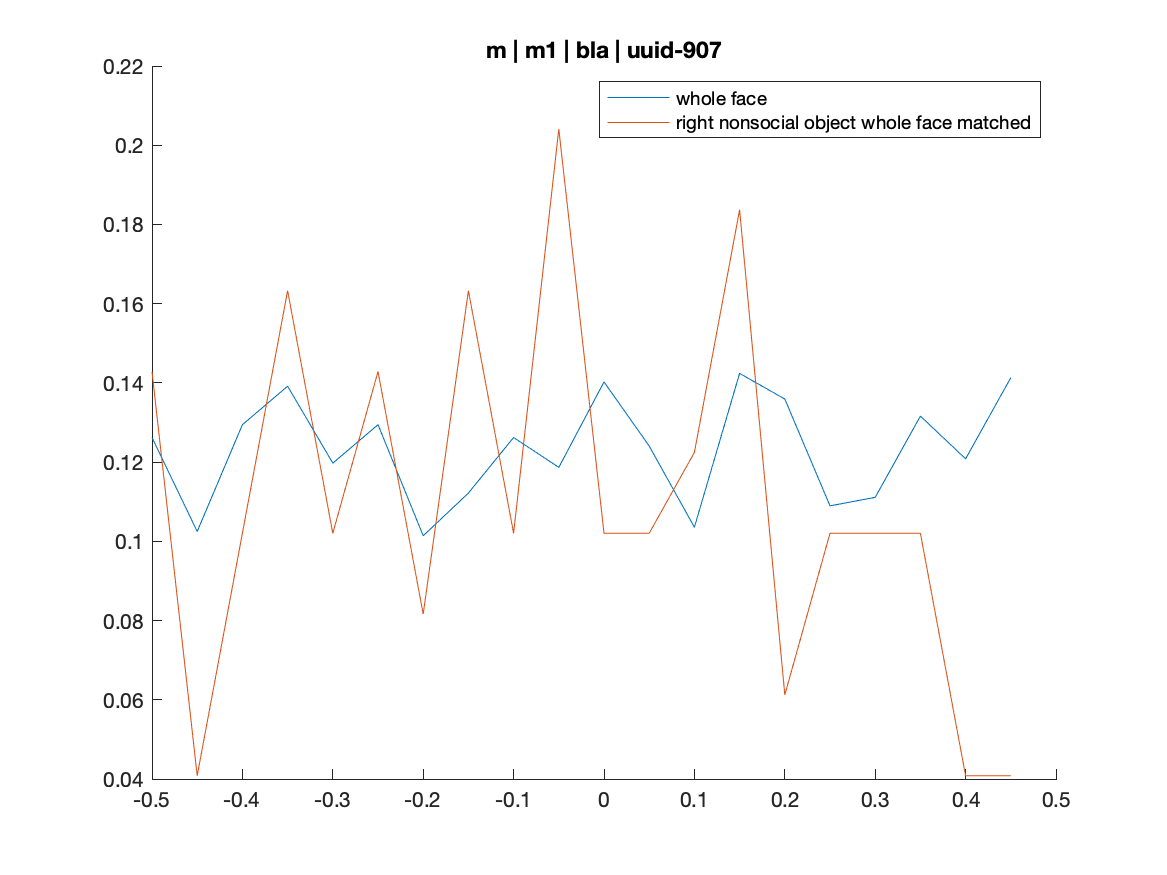 m | m1 | bla | uuid-907
whole face
right nonsocial object whole face matched
0.22
0.2
0.18
0.16
0.14
0.12
0.1
0.08
0.06
0.04
-0.5 -0.4 -0.3 -0.2 -0.1 0 0.1 0.2 0.3 0.4 0.5